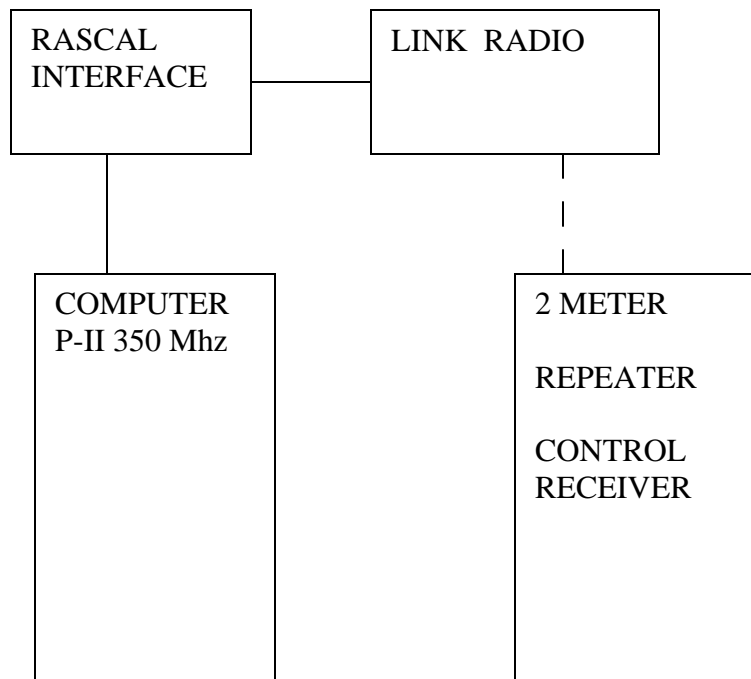 RASCAL
INTERFACE
LINK RADIO
COMPUTER
P-II 350 Mhz
2 METER
REPEATER
CONTROL
RECEIVER